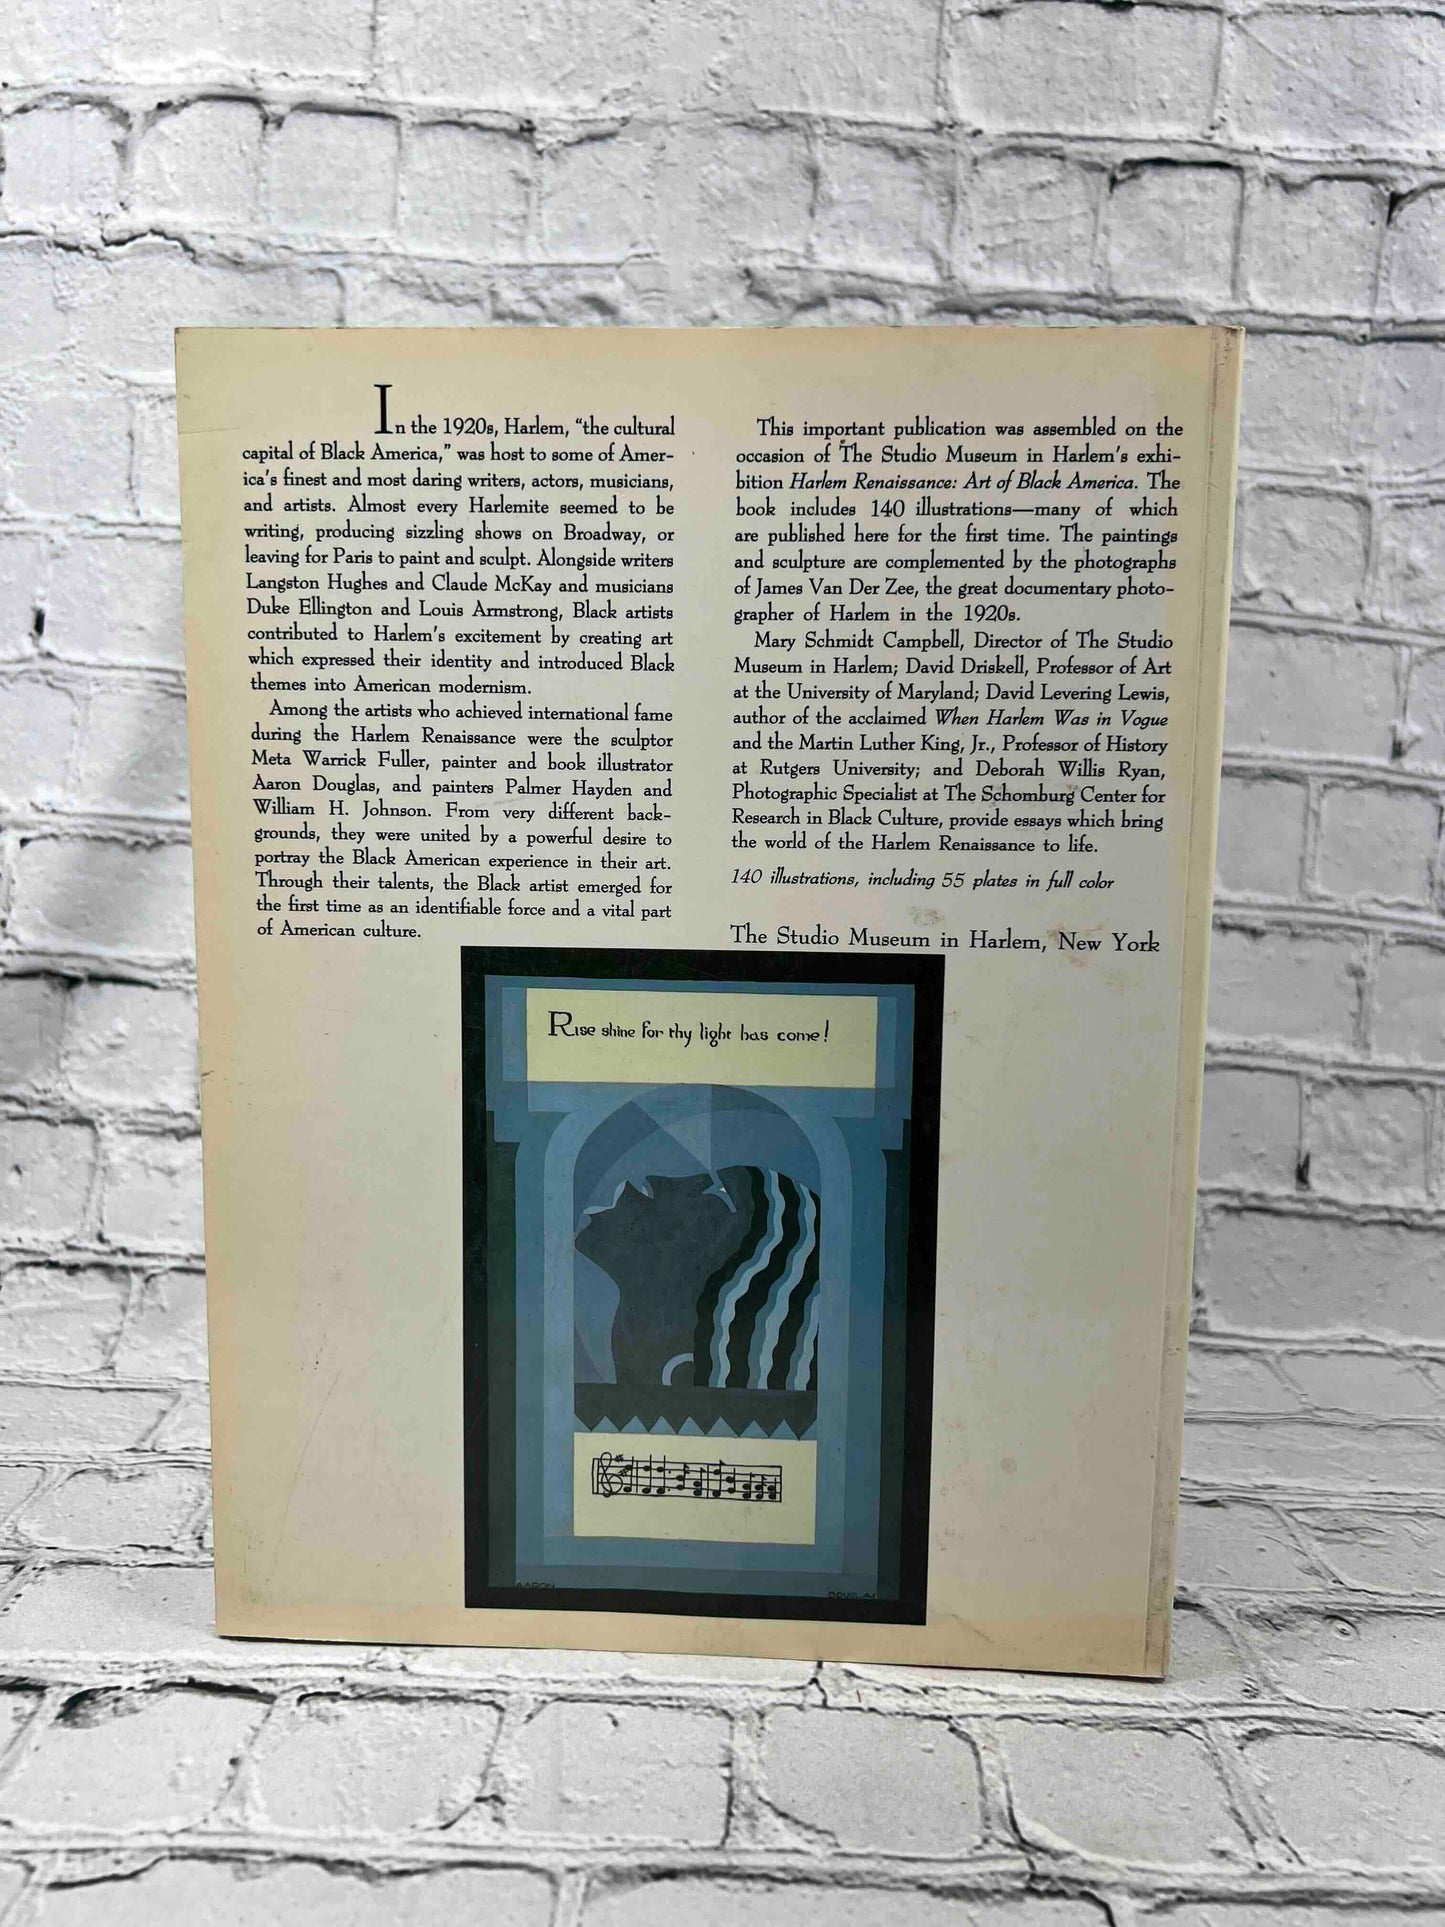 In the 1920s, Harlem, “the cultural
capital of Black America,” was host to some of Amer-
ica's finest and most daring writers, actors, musicians,
and artists. Almost every Harlemite seemed to be
writing, producing sizzling shows on Broadway, or
leaving for Paris to paint and sculpt. Alongside writers
Langston Hughes and Claude McKay and musicians
Duke Ellington and Louis Armstrong, Black artists
contributed to Harlem's excitement by creating art
which expressed their identity and introduced Black
themes into American modernism.
Among the artists who achieved international fame
during the Harlem Renaissance were the sculptor
Meta Warrick Fuller, painter and book illustrator
Aaron Douglas, and painters Palmer Hayden and
William H. Johnson. From very different back-
grounds, they were united by a powerful desire to
portray the Black American experience in their art.
Through their talents, the Black artist emerged for
the first time as an identifiable force and a vital part
of American culture.
This important publication was assembled on the
occasion of The Studio Museum in Harlem's exhi-
bition Harlem Renaissance: Art of Black America. The
book includes 140 illustrations—many of which
are published here for the first time. The paintings
and sculpture are complemented by the photographs
of James Van Der Zee, the great documentary photo-
grapher of Harlem in the 1920s.
Mary Schmidt Campbell, Director of The Studio
Museum in Harlem; David Driskell, Professor of Art
at the University of Maryland; David Levering Lewis,
author of the acclaimed When Harlem Was in Vogue
and the Martin Luther King, Jr., Professor of History
at Rutgers University; and Deborah Willis Ryan,
Photographic Specialist at The Schomburg Center for
Research in Black Culture, provide essays which bring
the world of the Harlem Renaissance to life.
140 illustrations, including 55 plates in full color
The Studio Museum in Harlem, New York
Rise shine for thy light has come!
AARON DOUGLAS